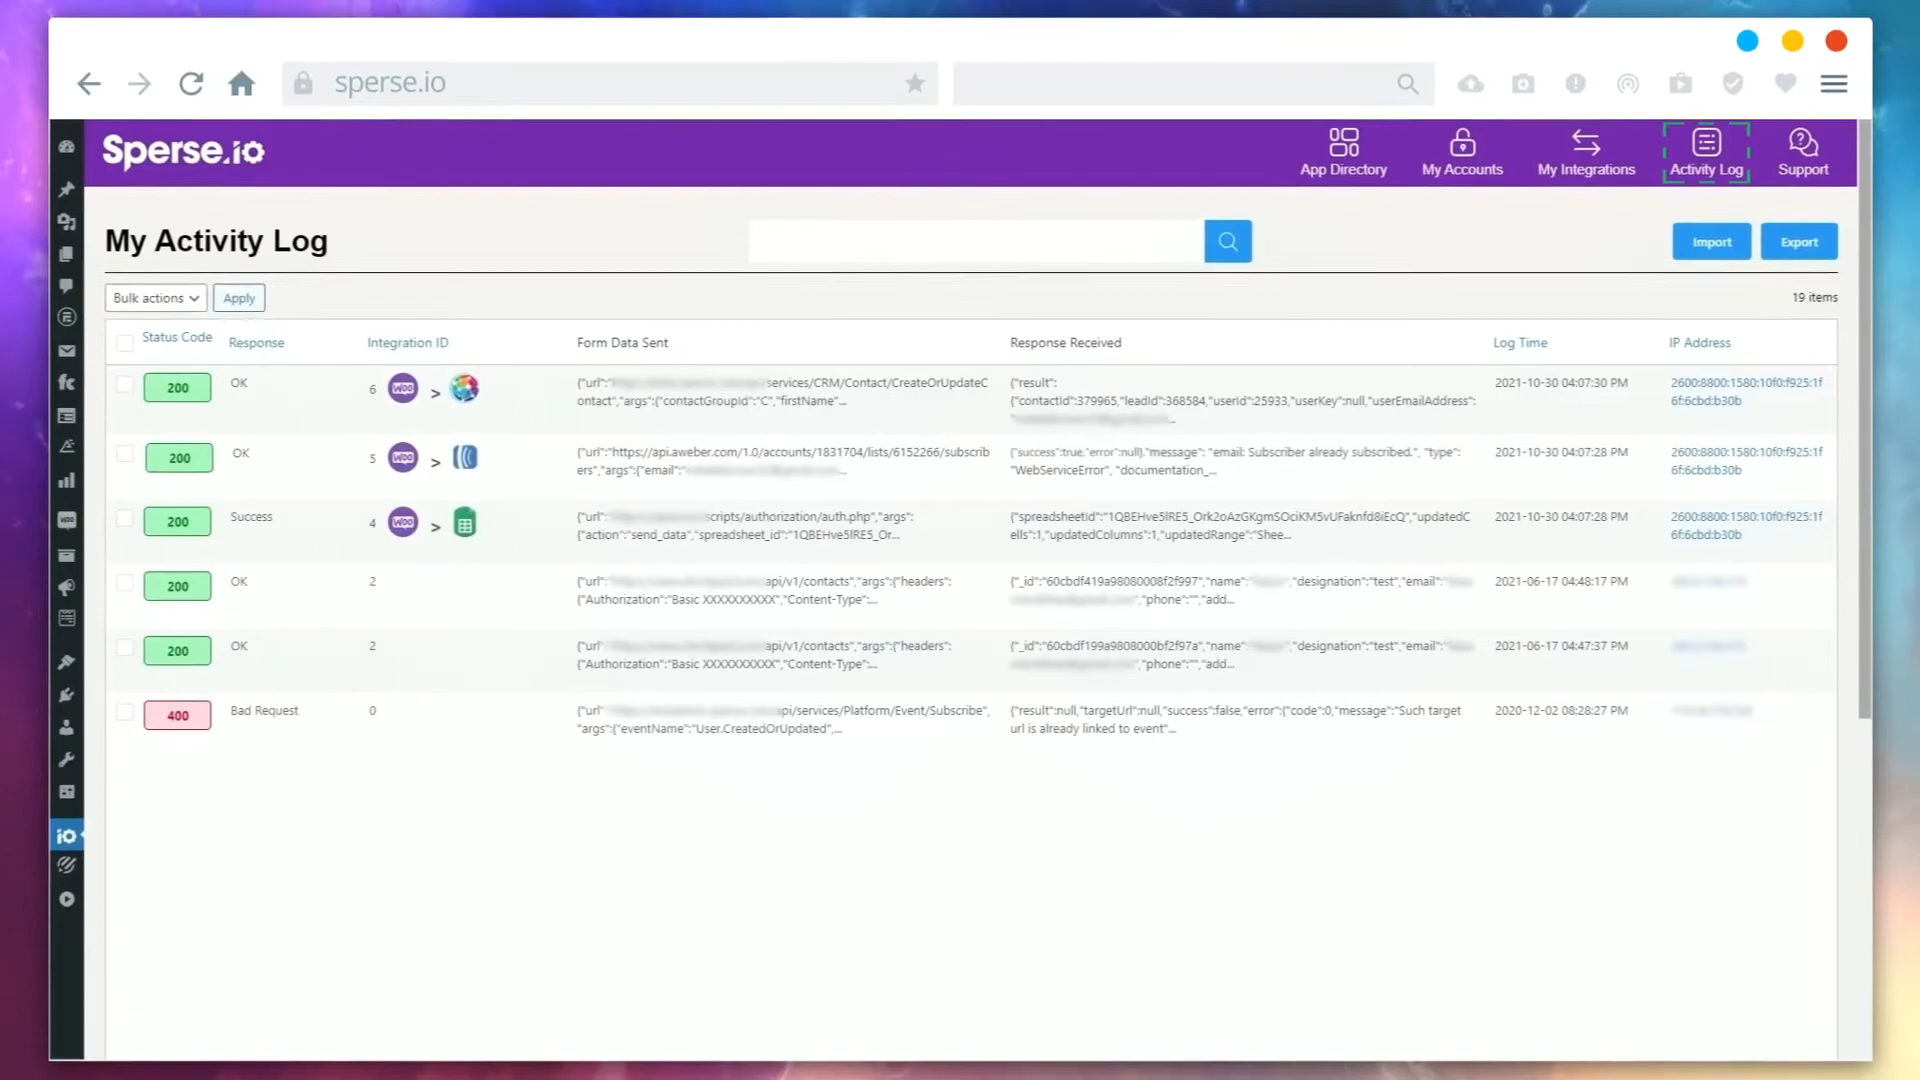 sperse.io
Sperse.io
App Directory
My Accounts
My Integrations
Activity Log
Support
My Activity Log
Import
Export
Bulk actions
Apply
19 items
Status Code
Response
Integration ID
Form Data Sent
Response Received
Log Time
IP Address
200
OK
6
Woo
>
{"url":"
services/CRM/Contact/CreateOrUpdateC
ontact","args":{"contactGroupId":"C","firstName"...
{"result":
{"contactId":379965,"leadId":368584,"userId":25933,"userKey":null,"userEmailAddress":
2021-10-30 04:07:30 PM
2600:8800:1580:10f0:f925:1f
6f:6cbd:b30b
200
OK
5
Woo
>
{"url":"https://api.aweber.com/1.0/accounts/1831704/lists/6152266/subscrib
ers","args":{"email":"
{"success":true,"error":null}."message": "email: Subscriber already subscribed.", "type":
"WebServiceError", "documentation_...
2021-10-30 04:07:28 PM
2600:8800:1580:10f0:f925:1f
6f:6cbd:b30b
200
Success
4
Woo
>
{"url":
scripts/authorization/auth.php","args":
{"action":"send_data","spreadsheet_id":"1QBEHve5lRE5_Or...
{"spreadsheetId":"1QBEHve5lRE5_Ork2oAzGKgmSOciKM5vUFaknfd8iEcQ","updatedC
ells":1,"updatedColumns":1,"updatedRange":"Shee...
2021-10-30 04:07:28 PM
2600:8800:1580:10f0:f925:1f
6f:6cbd:b30b
200
OK
2
{"url":
api/v1/contacts","args":{"headers":
{"Authorization":"Basic XXXXXXXXXX","Content-Type":...
{"_id":"60cbdf419a98080008f2f997","name":
","designation":"test","email":
","phone":"","add...
2021-06-17 04:48:17 PM
200
OK
2
{"url":
api/v1/contacts","args":{"headers":
{"Authorization":"Basic XXXXXXXXXX","Content-Type":...
{"_id":"60cbdf199a9808000bf2f97a","name":
","designation":"test","email":
","phone":"","add...
2021-06-17 04:47:37 PM
400
Bad Request
0
{"url"
api/services/Platform/Event/Subscribe",
"args":{"eventName":"User.CreatedOrUpdated",...
{"result":null,"targetUrl":null,"success":false,"error":{"code":0,"message":"Such target
url is already linked to event"...
2020-12-02 08:28:27 PM